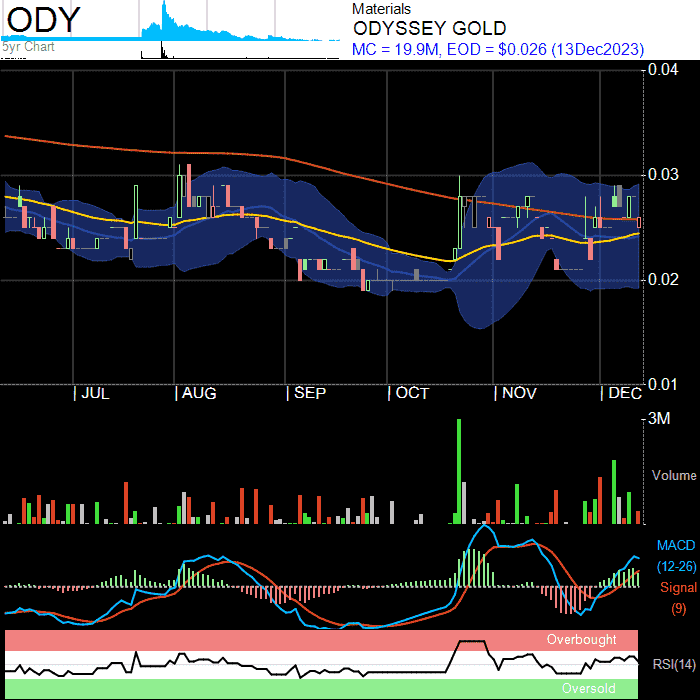 ODY
5yr Chart
Materials
ODYSSEY GOLD
MC = 19.9M, EOD = $0.026 (13Dec2023)
0.04
0.03
0.02
0.01
JUL
AUG
SEP
OCT
NOV
DEC
3M
Volume
MACD
(12-26)
Signal
(9)
Overbought
RSI(14)
Oversold